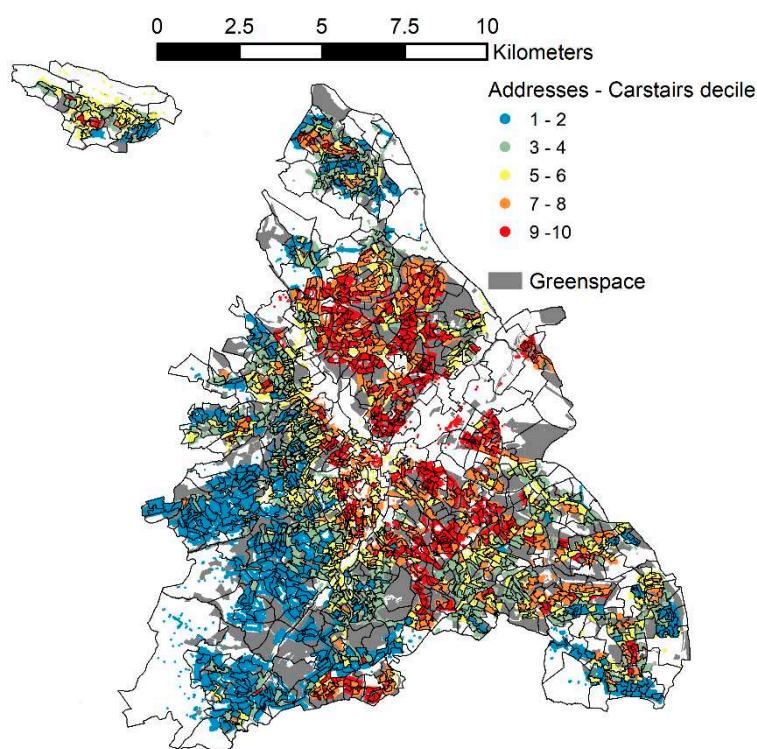 0 2.5 5 7.5 10
Kilometers
Addresses - Carstairs decile
1 - 2
3 - 4
5 - 6
7 - 8
9 -10
Greenspace